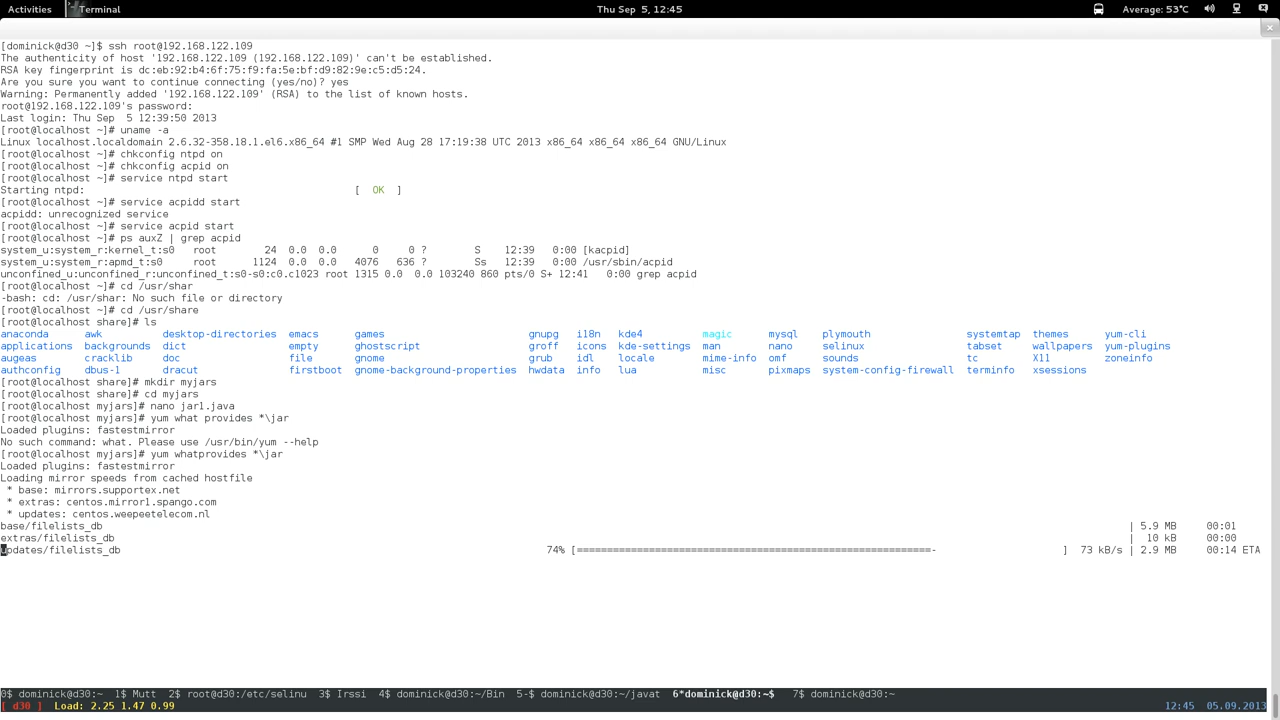 Activities Terminal Thu Sep 5, 12:45 Average: 53°C
[dominick@d30 ~]$ ssh root@192.168.122.109
The authenticity of host '192.168.122.109 (192.168.122.109)' can't be established.
RSA key fingerprint is dc:eb:92:b4:6f:75:f9:fa:5e:bf:d9:82:9e:c5:d5:24.
Are you sure you want to continue connecting (yes/no)? yes
Warning: Permanently added '192.168.122.109' (RSA) to the list of known hosts.
root@192.168.122.109's password:
Last login: Thu Sep  5 12:39:50 2013
[root@localhost ~]# uname -a
Linux localhost.localdomain 2.6.32-358.18.1.el6.x86_64 #1 SMP Wed Aug 28 17:19:38 UTC 2013 x86_64 x86_64 x86_64 GNU/Linux
[root@localhost ~]# chkconfig ntpd on
[root@localhost ~]# chkconfig acpid on
[root@localhost ~]# service ntpd start
Starting ntpd: [  OK  ]
[root@localhost ~]# service acpidd start
acpidd: unrecognized service
[root@localhost ~]# service acpid start
[root@localhost ~]# ps auxZ | grep acpid
system_u:system_r:kernel_t:s0 root 24 0.0 0.0 0 0 ? S 12:39 0:00 [kacpid]
system_u:system_r:apmd_t:s0 root 1124 0.0 0.0 4076 636 ? Ss 12:39 0:00 /usr/sbin/acpid
unconfined_u:unconfined_r:unconfined_t:s0-s0:c0.c1023 root 1315 0.0 0.0 103240 860 pts/0 S+ 12:41 0:00 grep acpid
[root@localhost ~]# cd /usr/shar
-bash: cd: /usr/shar: No such file or directory
[root@localhost ~]# cd /usr/share
[root@localhost share]# ls
anaconda awk desktop-directories emacs games gnupg i18n kde4 magic mysql plymouth systemtap themes yum-cli
applications backgrounds dict empty ghostscript groff icons kde-settings man nano selinux tabset wallpapers yum-plugins
augeas cracklib doc file gnome grub idl locale mime-info omf sounds tc X11 zoneinfo
authconfig dbus-1 dracut firstboot gnome-background-properties hwdata info lua misc pixmaps system-config-firewall terminfo xsessions
[root@localhost share]# mkdir myjars
[root@localhost share]# cd myjars
[root@localhost myjars]# nano jar1.java
[root@localhost myjars]# yum what provides *\jar
Loaded plugins: fastestmirror
No such command: what. Please use /usr/bin/yum --help
[root@localhost myjars]# yum whatprovides *\jar
Loaded plugins: fastestmirror
Loading mirror speeds from cached hostfile
 * base: mirrors.supportex.net
 * extras: centos.mirror1.spango.com
 * updates: centos.weepeetelecom.nl
base/filelists_db | 5.9 MB 00:01
extras/filelists_db | 10 kB 00:00
updates/filelists_db 74% [===========================================================- ] 73 kB/s | 2.9 MB 00:14 ETA
0$ dominick@d30:~ 1$ Mutt 2$ root@d30:/etc/selinu 3$ Irssi 4$ dominick@d30:~/Bin 5-$ dominick@d30:~/javat 6*dominick@d30:~$ 7$ dominick@d30:~
[ d30 ] Load: 2.25 1.47 0.99 12:45 05.09.2013